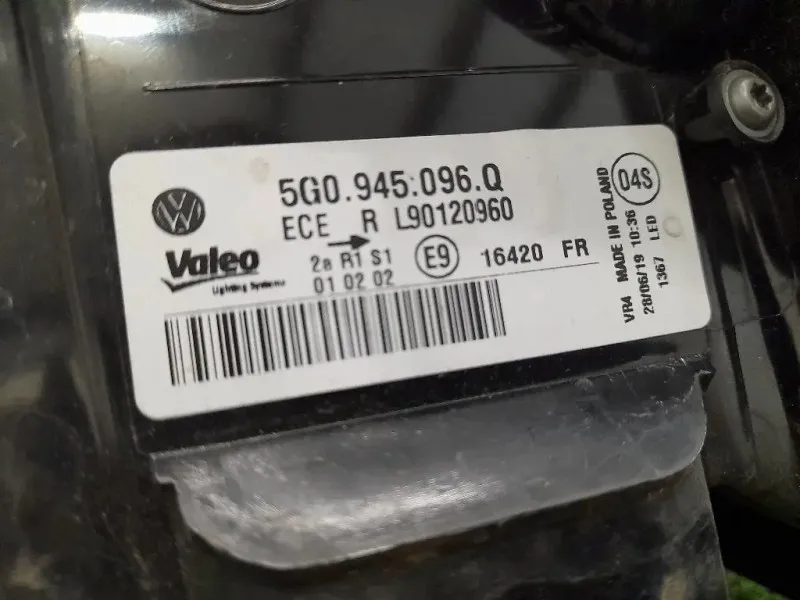 5G0.945.096.Q
ECE R L90120960
Valeo
Lighting Systems
2a R1 S1
01 02 02
E9
16420 FR
04S
VR4 MADE IN POLAND
28/06/19 10:36
1367 LED